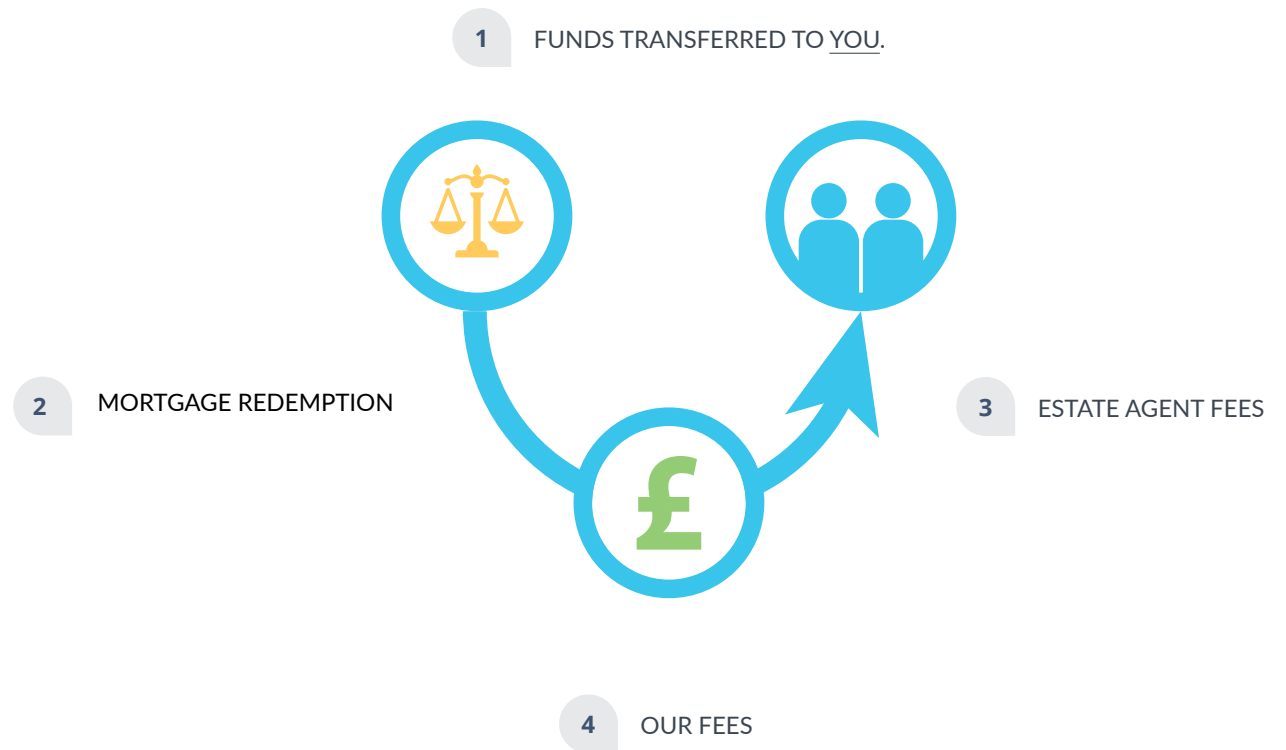 1 FUNDS TRANSFERRED TO YOU.
2 MORTGAGE REDEMPTION
3 ESTATE AGENT FEES
£
4 OUR FEES